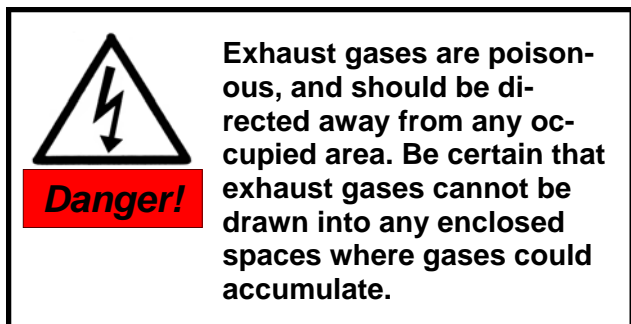 Exhaust gases are poison-
ous, and should be di-
rected away from any oc-
cupied area. Be certain that
exhaust gases cannot be
drawn into any enclosed
spaces where gases could
accumulate.
Danger!